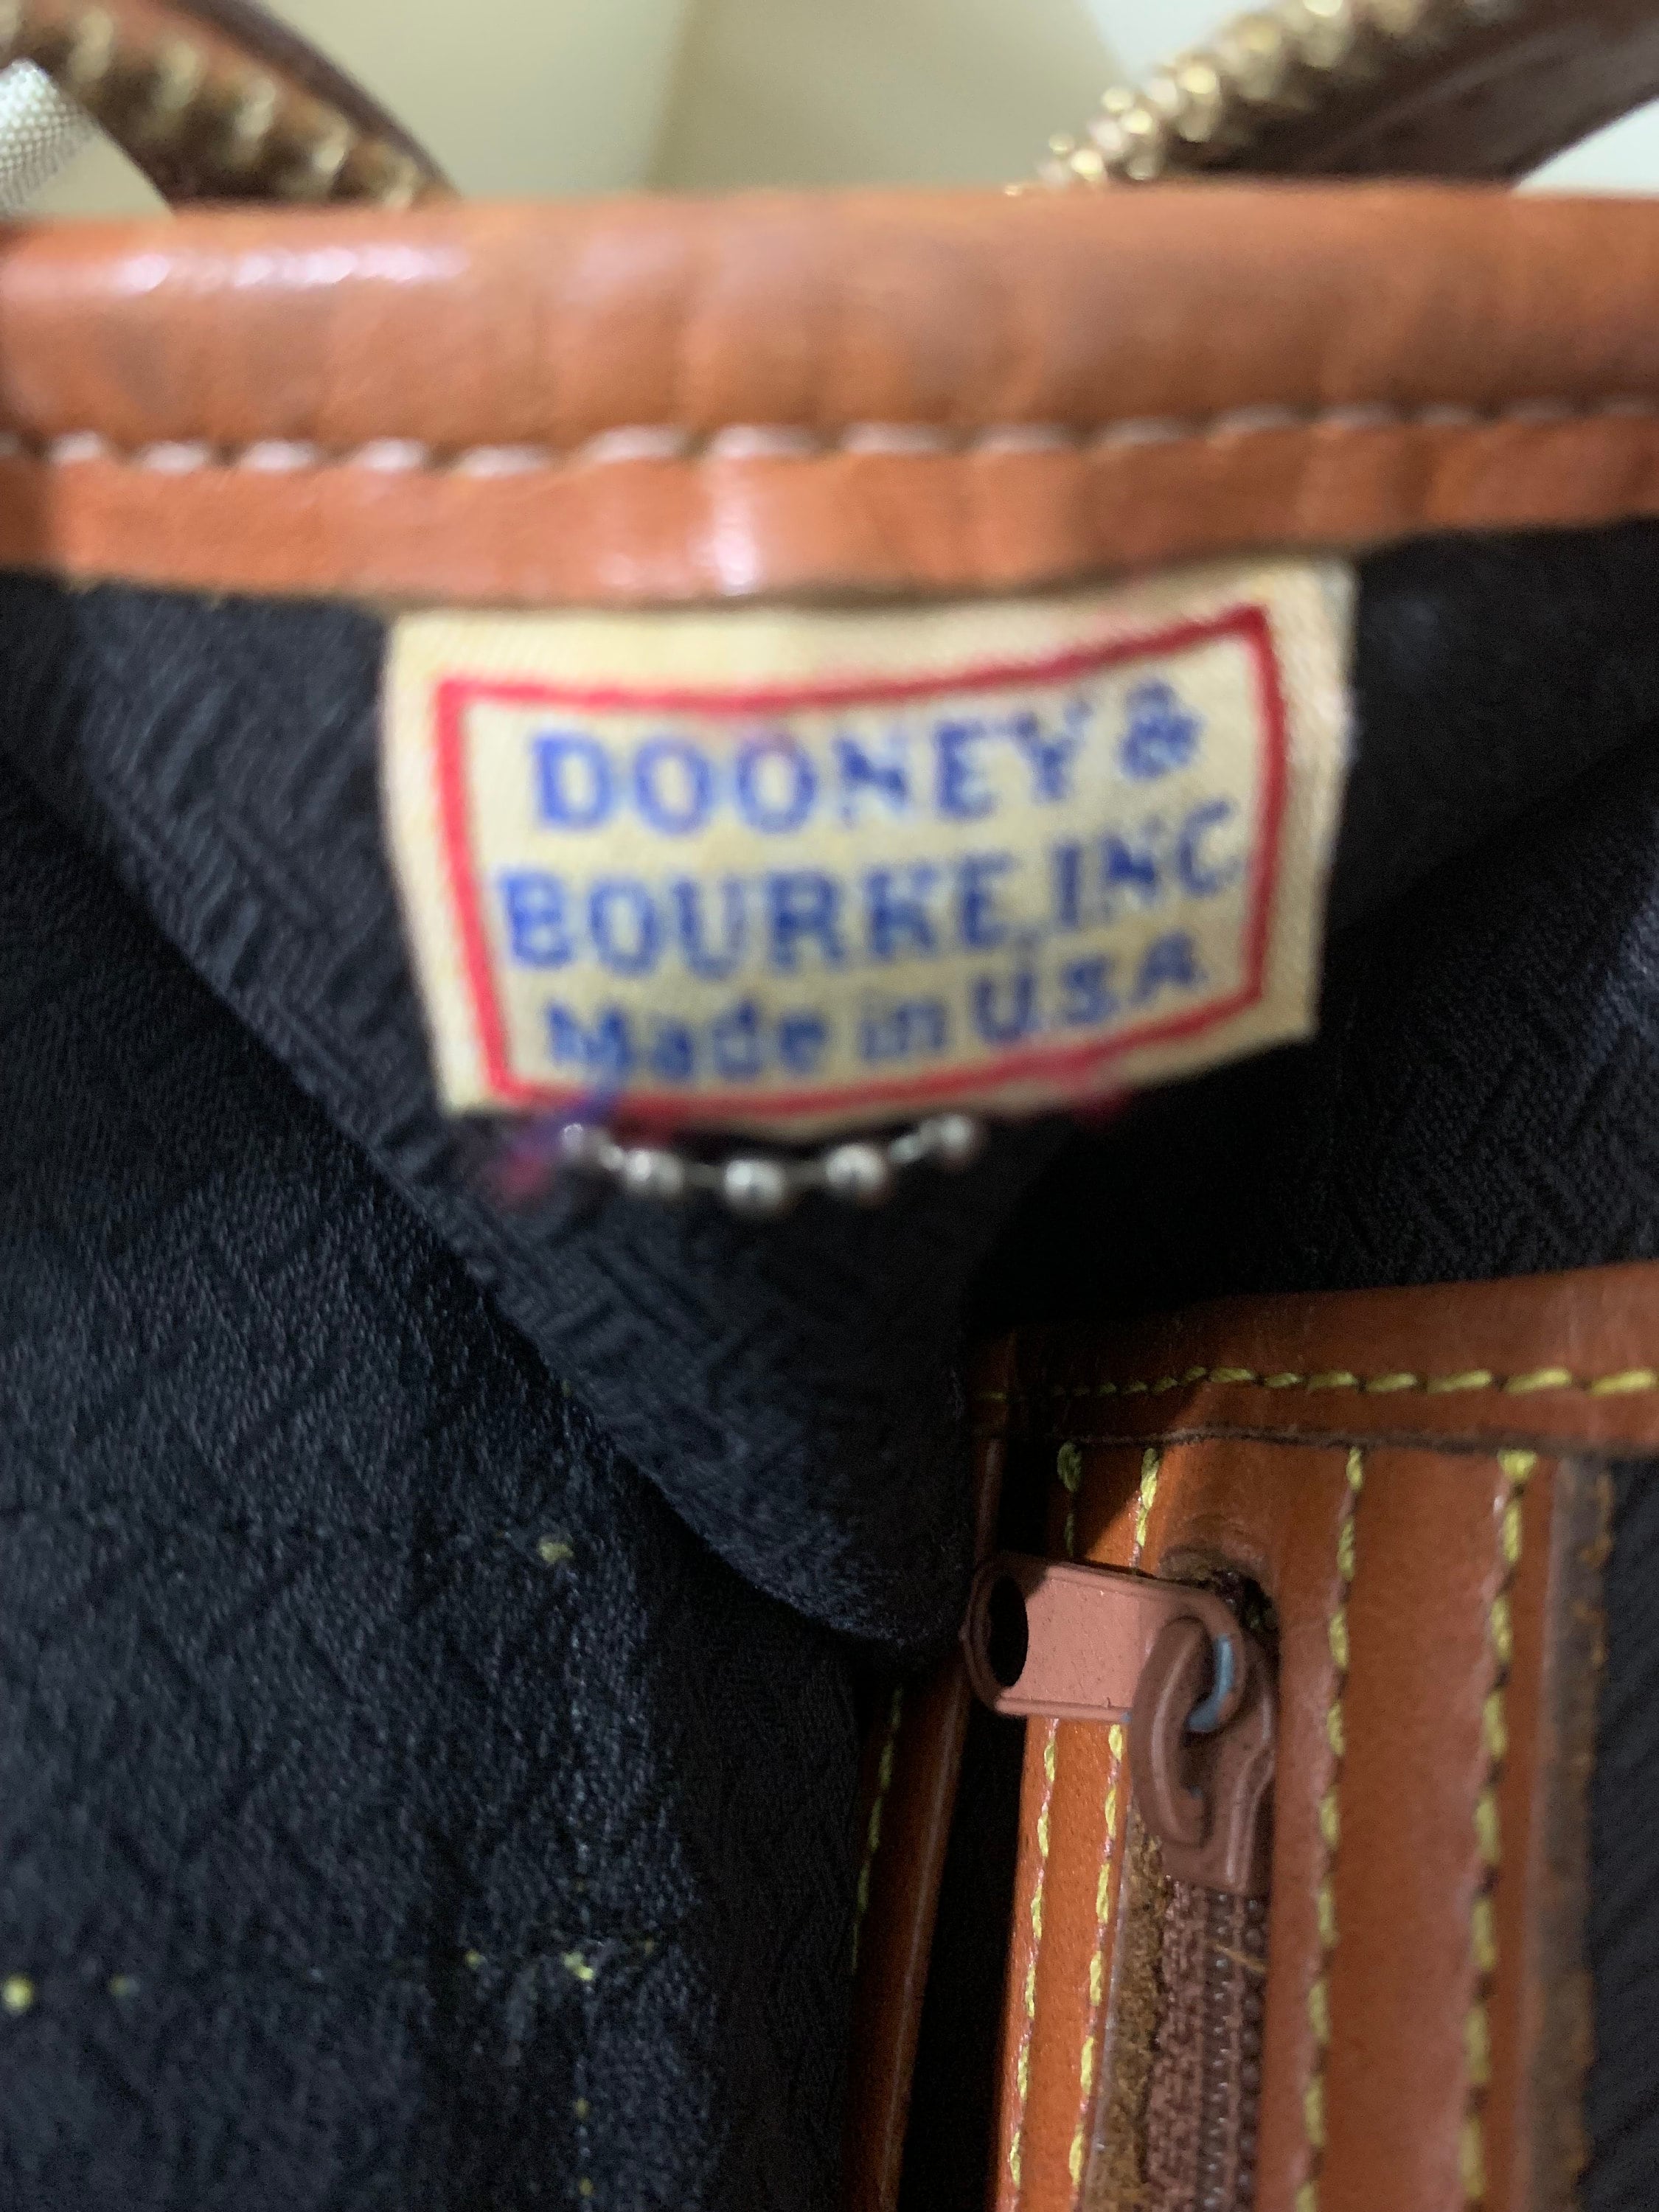 DOONEY &
BOURKE, INC.
Made in U.S.A.